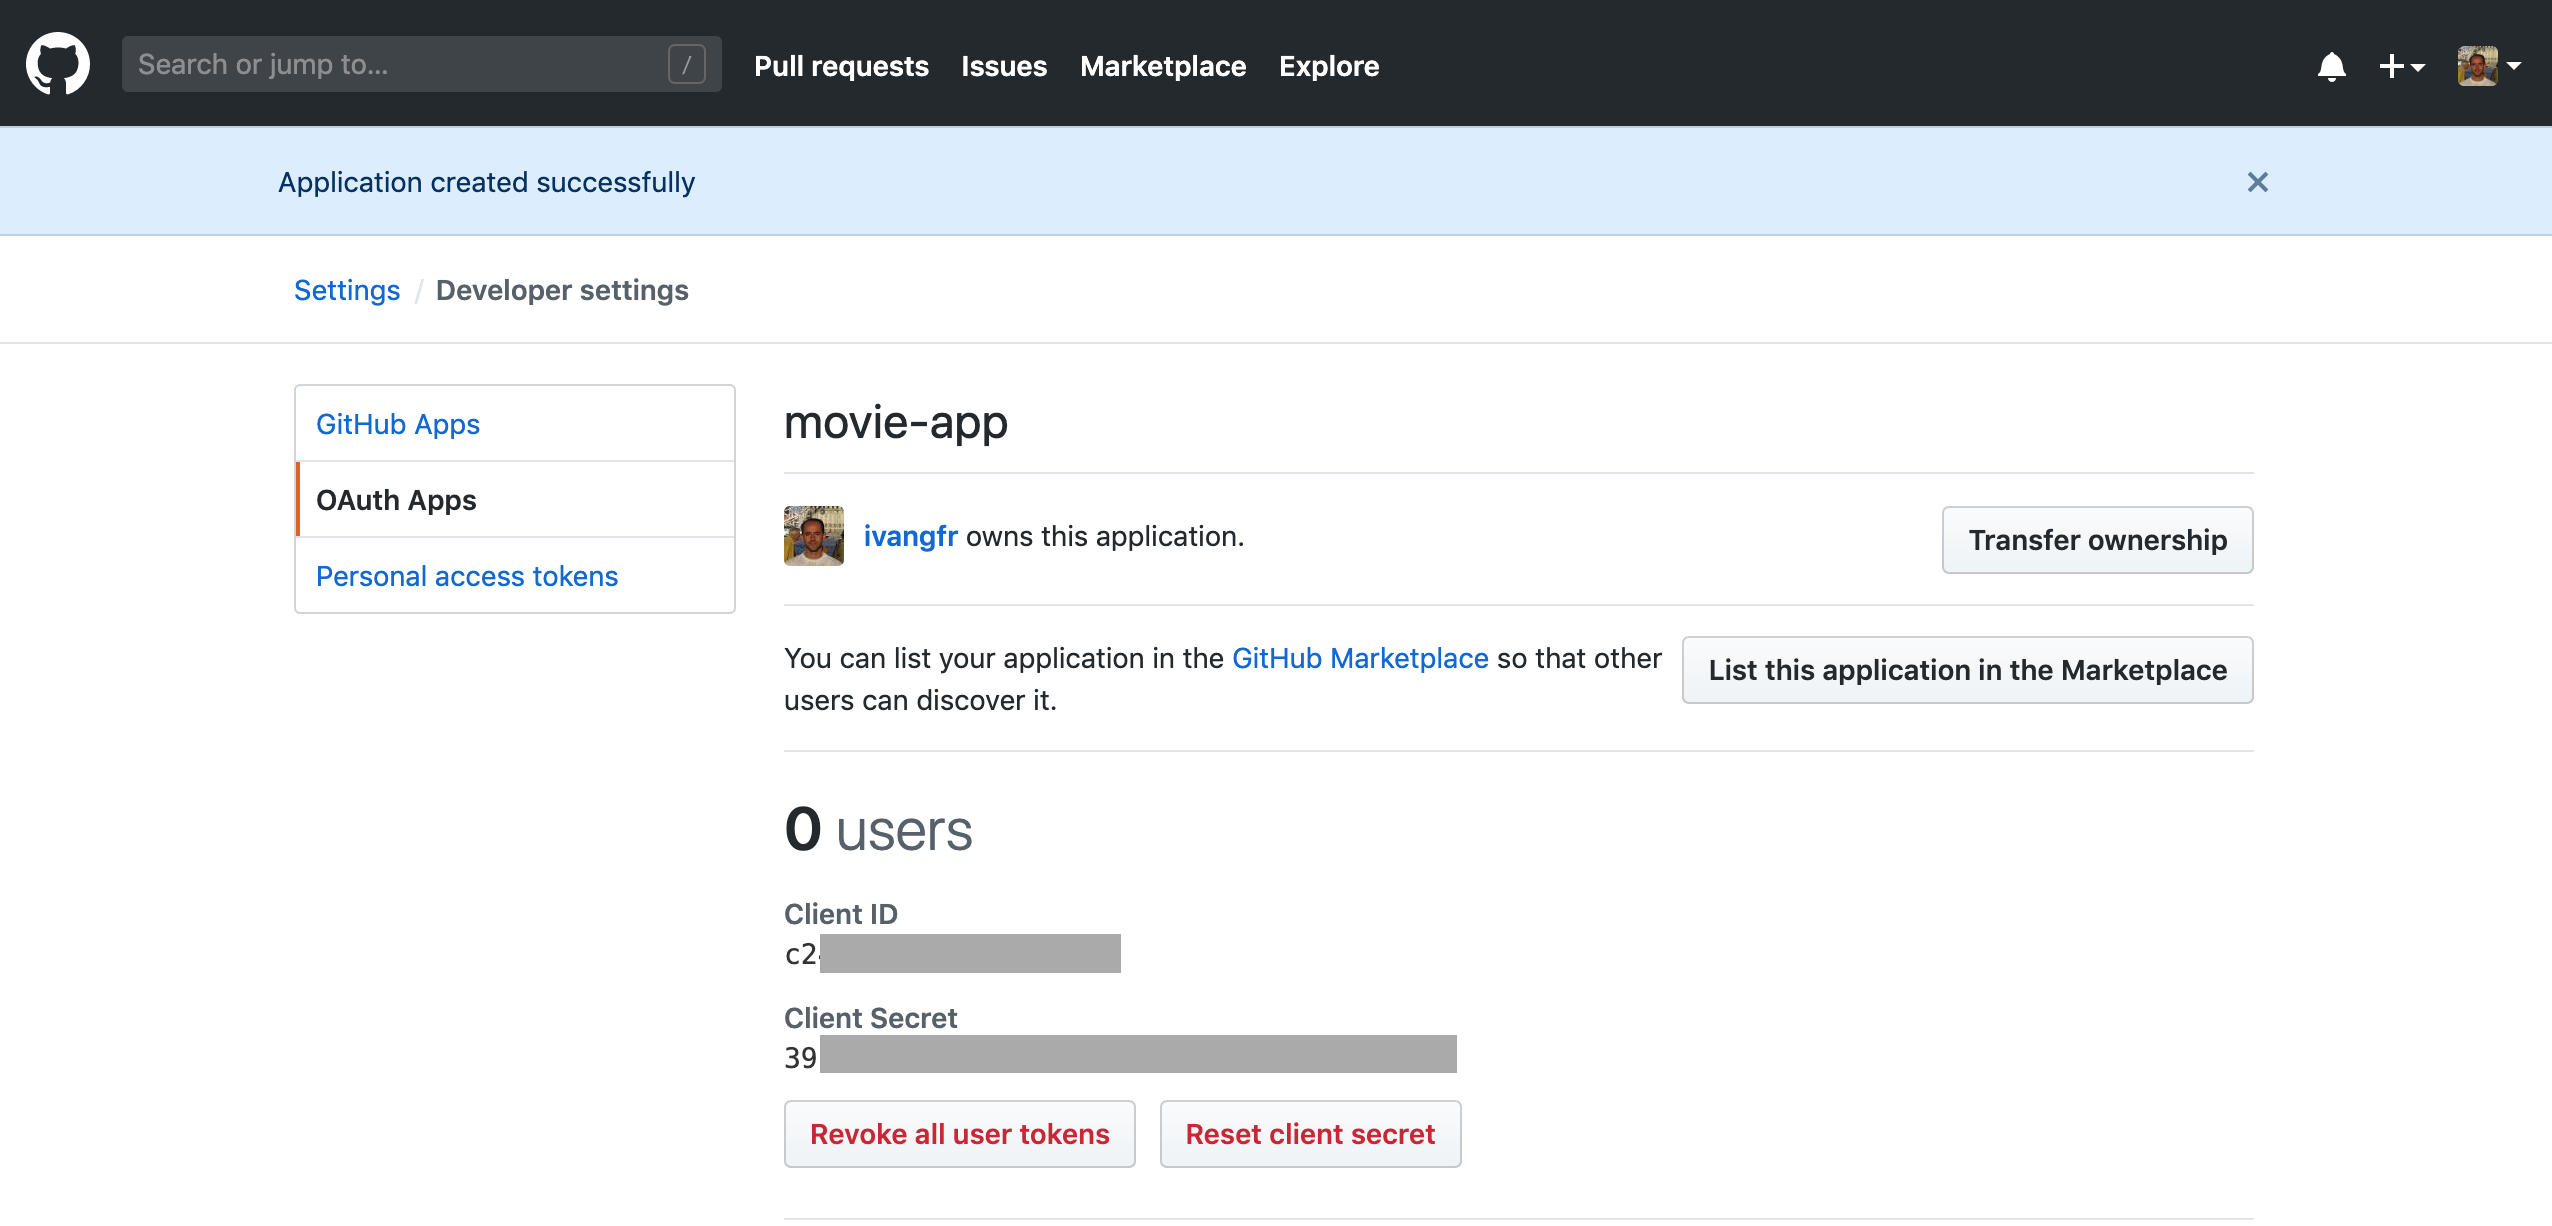 Search or jump to... /
Pull requests Issues Marketplace Explore
Application created successfully
Settings / Developer settings
GitHub Apps
OAuth Apps
Personal access tokens
movie-app
ivangfr owns this application.
Transfer ownership
You can list your application in the GitHub Marketplace so that other
users can discover it.
List this application in the Marketplace
0 users
Client ID
c2
Client Secret
39
Revoke all user tokens
Reset client secret